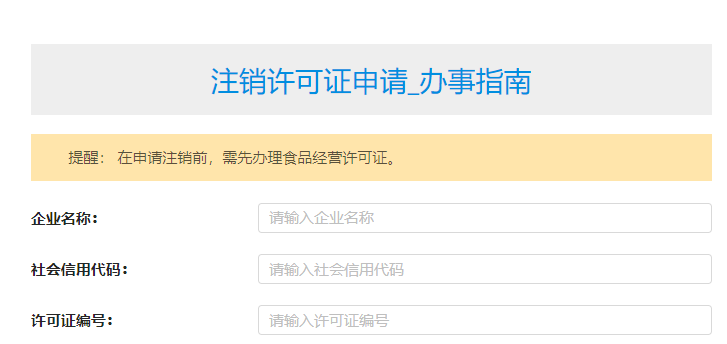 注销许可证申请_办事指南
提醒： 在申请注销前，需先办理食品经营许可证。
企业名称： 请输入企业名称
社会信用代码： 请输入社会信用代码
许可证编号： 请输入许可证编号